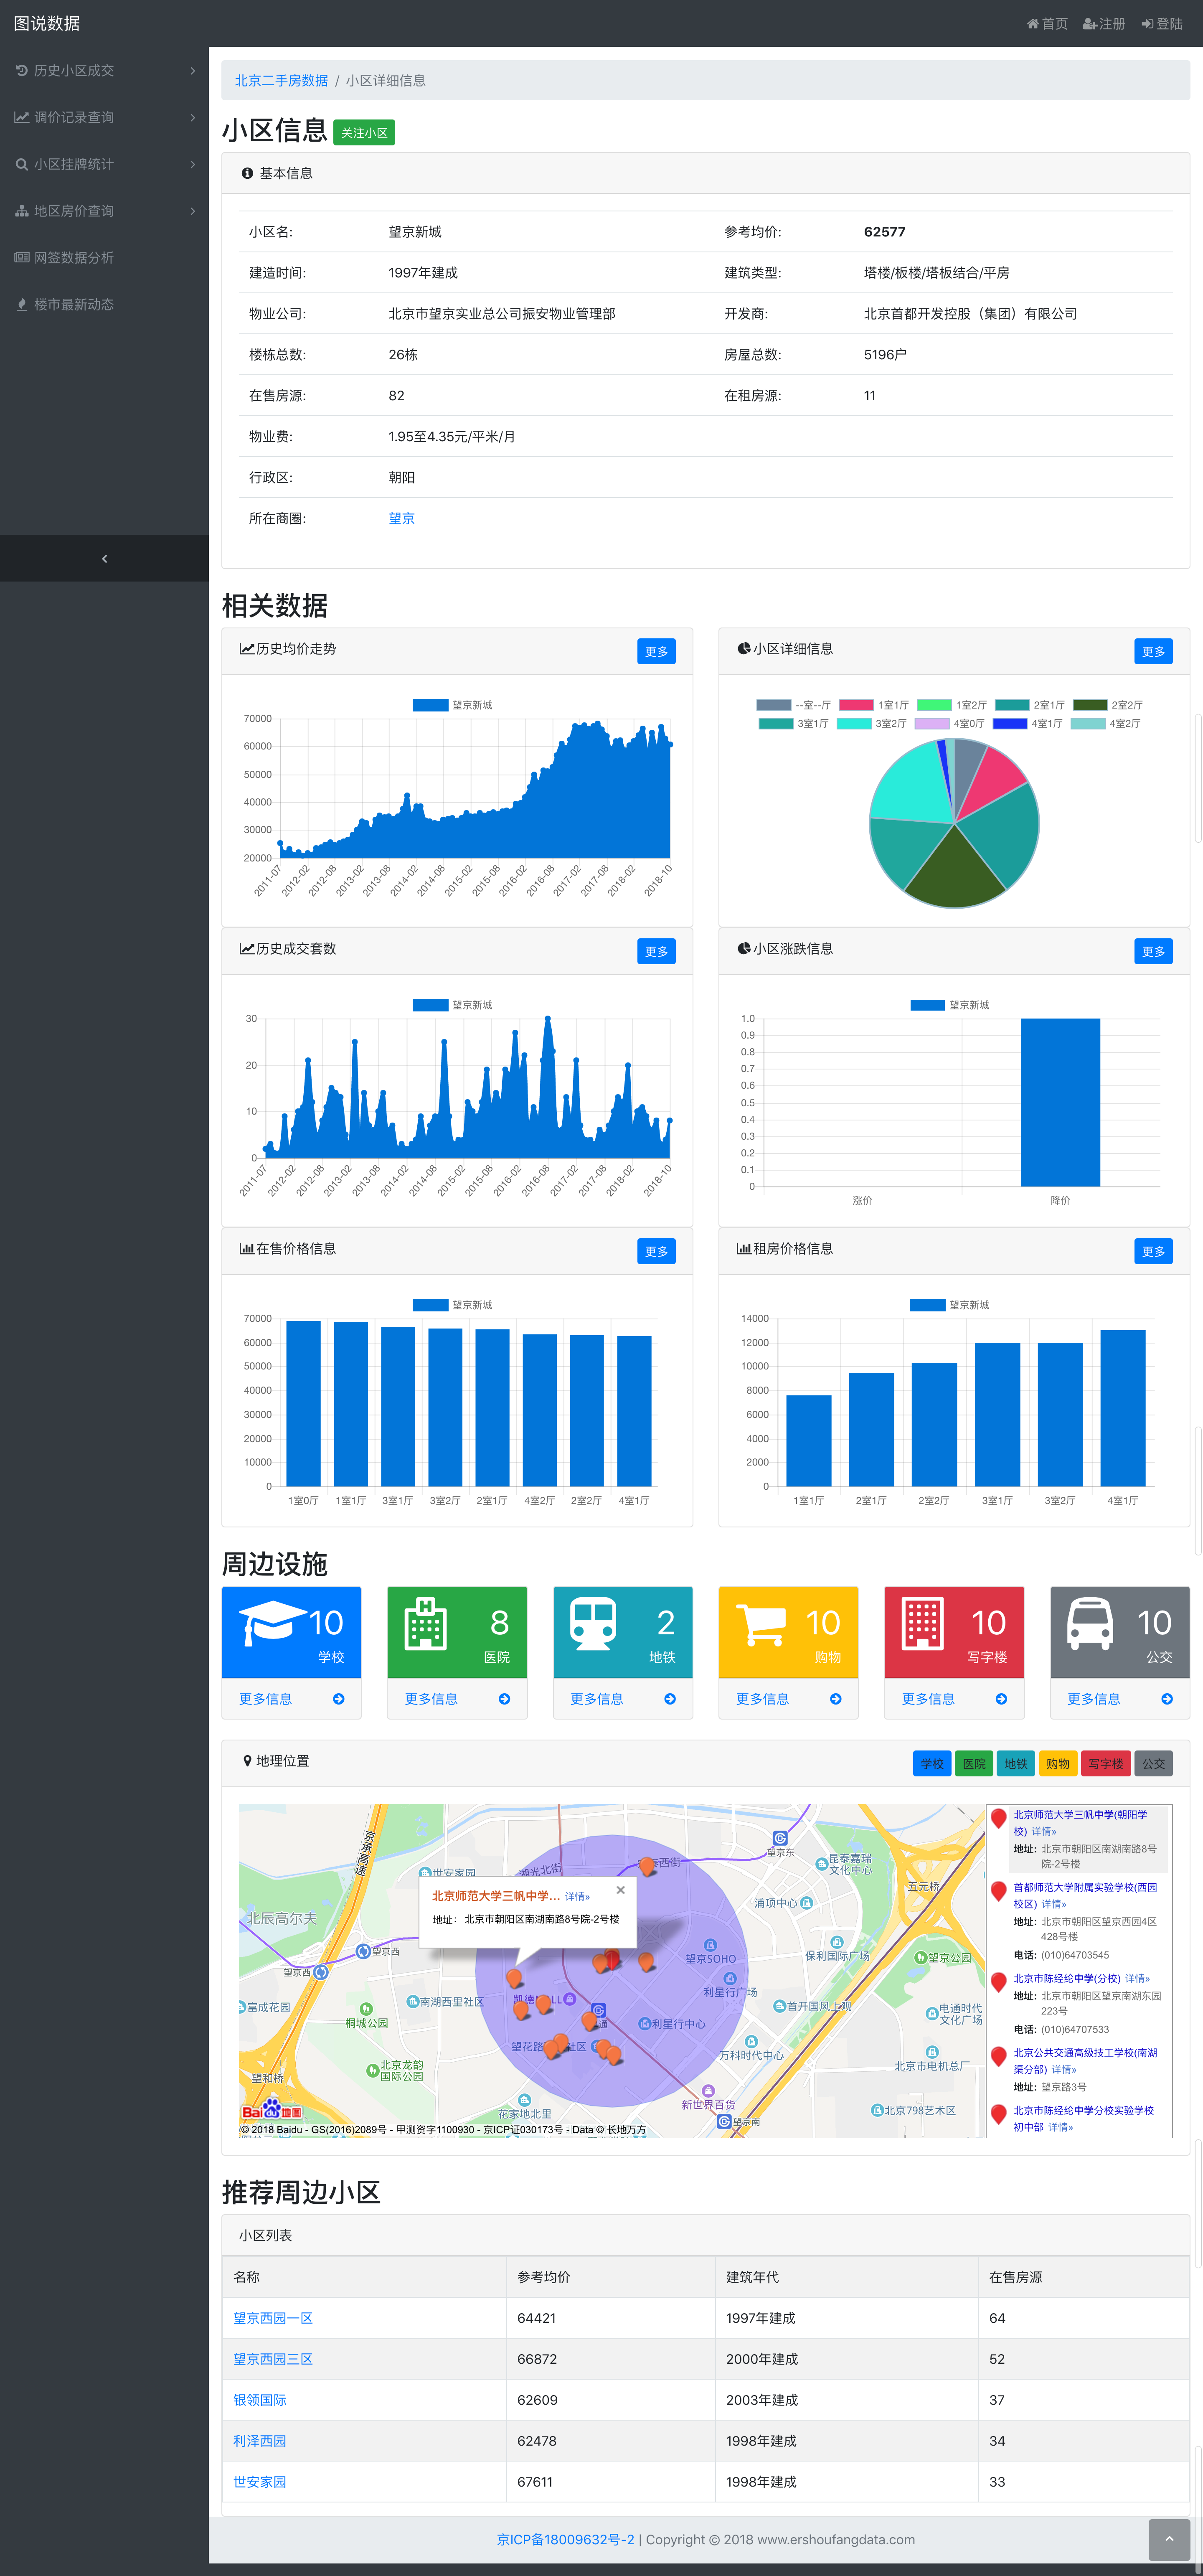 图说数据
首页 注册 登陆
历史小区成交
调价记录查询
小区挂牌统计
地区房价查询
网签数据分析
楼市最新动态
北京二手房数据 / 小区详细信息
小区信息 关注小区
基本信息
小区名: 望京新城 参考均价: 62577
建造时间: 1997年建成 建筑类型: 塔楼/板楼/塔板结合/平房
物业公司: 北京市望京实业总公司振安物业管理部 开发商: 北京首都开发控股（集团）有限公司
楼栋总数: 26栋 房屋总数: 5196户
在售房源: 82 在租房源: 11
物业费: 1.95至4.35元/平米/月
行政区: 朝阳
所在商圈: 望京
相关数据
历史均价走势 更多
望京新城
70000
60000
50000
40000
30000
20000
2011-07 2012-02 2012-08 2013-02 2013-08 2014-02 2014-08 2015-02 2015-08 2016-02 2016-08 2017-02 2017-08 2018-02 2018-10
小区详细信息 更多
--室--厅 1室1厅 1室2厅 2室1厅 2室2厅
3室1厅 3室2厅 4室0厅 4室1厅 4室2厅
历史成交套数 更多
望京新城
30
20
10
0
2011-07 2012-02 2012-08 2013-02 2013-08 2014-02 2014-08 2015-02 2015-08 2016-02 2016-08 2017-02 2017-08 2018-02 2018-10
小区涨跌信息 更多
望京新城
1.0
0.9
0.8
0.7
0.6
0.5
0.4
0.3
0.2
0.1
0
涨价 降价
在售价格信息 更多
望京新城
70000
60000
50000
40000
30000
20000
10000
0
1室0厅 1室1厅 3室1厅 3室2厅 2室1厅 4室2厅 2室2厅 4室1厅
租房价格信息 更多
望京新城
14000
12000
10000
8000
6000
4000
2000
0
1室1厅 2室1厅 2室2厅 3室1厅 3室2厅 4室1厅
周边设施
10 8 2 10 10 10
学校 医院 地铁 购物 写字楼 公交
更多信息 更多信息 更多信息 更多信息 更多信息 更多信息
地理位置 学校 医院 地铁 购物 写字楼 公交
京承高速
望京东
世安家园
湖光北街
西街
昆泰嘉瑞
文化中心
五元桥
浦项中心
北京师范大学三帆中学... 详情»
地址: 北京市朝阳区南湖南路8号院-2号楼
北辰高尔夫
望京西
望京西
望京SOHO
保利国际广场
望京公园
利星行广场
富成花园
桐城公园
南湖西里社区
利星行中心
首开国风上观
电通时代
文化广场
望花路
社区
万科时代中心
北京龙韵
国际公园
北京市电机总厂
望和桥
花家地北里
新世界百货
望京南
北京798艺术区
Bai 地图
© 2018 Baidu - GS(2016)2089号 - 甲测资字1100930 - 京ICP证030173号 - Data © 长地万方
北京师范大学三帆中学(朝阳学
校) 详情»
地址: 北京市朝阳区南湖南路8号
院-2号楼
首都师范大学附属实验学校(西园
校区) 详情»
地址: 北京市朝阳区望京西园4区
428号楼
电话: (010)64703545
北京市陈经纶中学(分校) 详情»
地址: 北京市朝阳区望京南湖东园
223号
电话: (010)64707533
北京公共交通高级技工学校(南湖
渠分部) 详情»
地址: 望京路3号
北京市陈经纶中学分校实验学校
初中部 详情»
推荐周边小区
小区列表
名称 参考均价 建筑年代 在售房源
望京西园一区 64421 1997年建成 64
望京西园三区 66872 2000年建成 52
银领国际 62609 2003年建成 37
利泽西园 62478 1998年建成 34
世安家园 67611 1998年建成 33
京ICP备18009632号-2 | Copyright © 2018 www.ershoufangdata.com